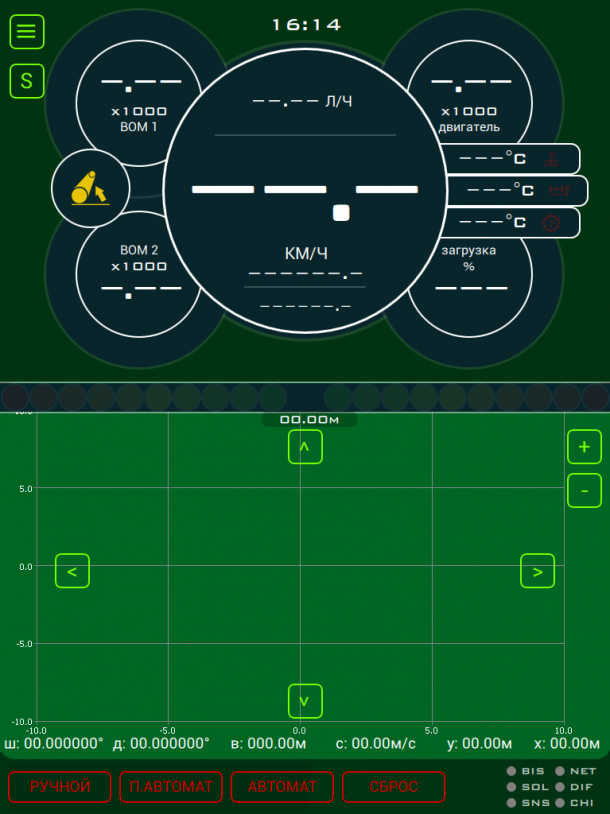 16:14
S
–.––
x1000
ВОМ 1
––.–– Л/Ч
–.––
x1000
двигатель
–––°C
–––°C
–––°C
––.–
КМ/Ч
––––––.–
––––––.–
ВОМ 2
x1000
–.––
загрузка
%
–––
00.00м
^
+
-
5.0
0.0
<
>
-5.0
v
-10.0
-10.0
-5.0
0.0
5.0
10.0
ш: 00.000000° д: 00.000000° в: 000.00м с: 00.00м/с у: 00.00м х: 00.00м
РУЧНОЙ
П.АВТОМАТ
АВТОМАТ
СБРОС
BIS NET
SOL DIF
SNS CHI